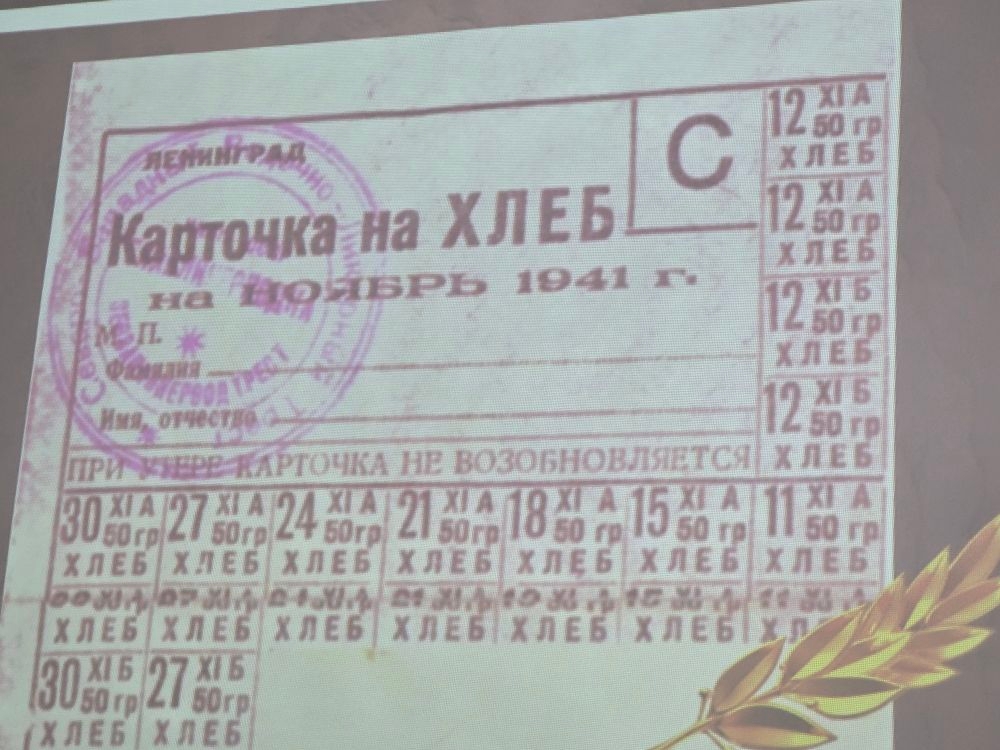 ЛЕНИНГРАД
С
Карточка на ХЛЕБ
на НОЯБРЬ 1941 г.
М. П.
Фамилия
Имя, отчество
ПРИ УТЕРЕ КАРТОЧКА НЕ ВОЗОБНОВЛЯЕТСЯ
12 XI А
50 гр
ХЛЕБ
12 XI А
50 гр
ХЛЕБ
12 XI Б
50 гр
ХЛЕБ
12 XI Б
50 гр
ХЛЕБ
30 XI А 27 XI А 24 XI А 21 XI А 18 XI А 15 XI А 11 XI А
50 гр 50 гр 50 гр 50 гр 50 гр 50 гр 50 гр
ХЛЕБ ХЛЕБ ХЛЕБ ХЛЕБ ХЛЕБ ХЛЕБ ХЛЕБ
ХЛЕБ ХЛЕБ ХЛЕБ ХЛЕБ ХЛЕБ ХЛЕБ
30 XI Б 27 XI Б
50 гр 50 гр
ХЛЕБ ХЛЕБ